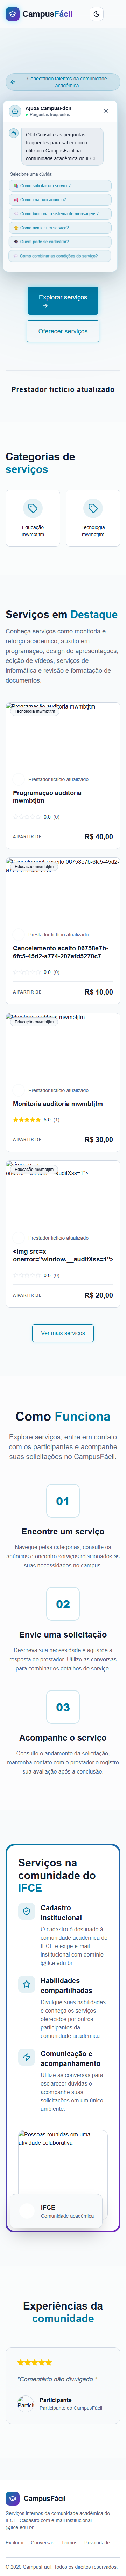 CampusFácil
Conectando talentos da comunidade
acadêmica
Ajuda CampusFácil
Perguntas frequentes
Olá! Consulte as perguntas
frequentes para saber como
utilizar o CampusFácil na
comunidade acadêmica do IFCE.
Selecione uma dúvida:
Como solicitar um serviço?
Como criar um anúncio?
Como funciona o sistema de mensagens?
Como avaliar um serviço?
Quem pode se cadastrar?
Como combinar as condições do serviço?
Explorar serviços
Oferecer serviços
Prestador fictício atualizado
Categorias de
serviços
Educação
mwmbtjtm
Tecnologia
mwmbtjtm
Serviços em Destaque
Conheça serviços como monitoria e
reforço acadêmico, auxílio em
programação, design de apresentações,
edição de vídeos, serviços de
informática e revisão e formatação de
documentos.
Programação auditoria
mwmbtjtm
Tecnologia mwmbtjtm
Prestador fictício atualizado
Programação auditoria
mwmbtjtm
0.0 (0)
A PARTIR DE
R$ 40,00
Cancelamento aceito 06758e7b-6fc5-45d2-a774-
Educação mwmbtjtm
Prestador fictício atualizado
Cancelamento aceito 06758e7b-
6fc5-45d2-a774-207afd5270c7
0.0 (0)
A PARTIR DE
R$ 10,00
Monitoria auditoria mwmbtjtm
Educação mwmbtjtm
Prestador fictício atualizado
Monitoria auditoria mwmbtjtm
5.0 (1)
A PARTIR DE
R$ 30,00
<img src=x
Educação mwmbtjtm
onerror="window.__auditXss=1">
Prestador fictício atualizado
<img src=x
onerror="window.__auditXss=1">
0.0 (0)
A PARTIR DE
R$ 20,00
Ver mais serviços
Como Funciona
Explore serviços, entre em contato
com os participantes e acompanhe
suas solicitações no CampusFácil.
01
Encontre um serviço
Navegue pelas categorias, consulte os
anúncios e encontre serviços relacionados às
suas necessidades no campus.
02
Envie uma solicitação
Descreva sua necessidade e aguarde a
resposta do prestador. Utilize as conversas
para combinar os detalhes do serviço.
03
Acompanhe o serviço
Consulte o andamento da solicitação,
mantenha contato com o prestador e registre
sua avaliação após a conclusão.
Serviços na
comunidade do
IFCE
Cadastro
institucional
O cadastro é destinado à
comunidade acadêmica do
IFCE e exige e-mail
institucional com domínio
@ifce.edu.br.
Habilidades
compartilhadas
Divulgue suas habilidades
e conheça os serviços
oferecidos por outros
participantes da
comunidade acadêmica.
Comunicação e
acompanhamento
Utilize as conversas para
esclarecer dúvidas e
acompanhe suas
solicitações em um único
ambiente.
Pessoas reunidas em uma
atividade colaborativa
IFCE
Comunidade acadêmica
Experiências da
comunidade
"Comentário não divulgado."
Partici
Participante
Participante do CampusFácil
CampusFácil
Serviços internos da comunidade acadêmica do
IFCE. Cadastro com e-mail institucional
@ifce.edu.br.
Explorar Conversas Termos Privacidade
© 2026 CampusFácil. Todos os direitos reservados.